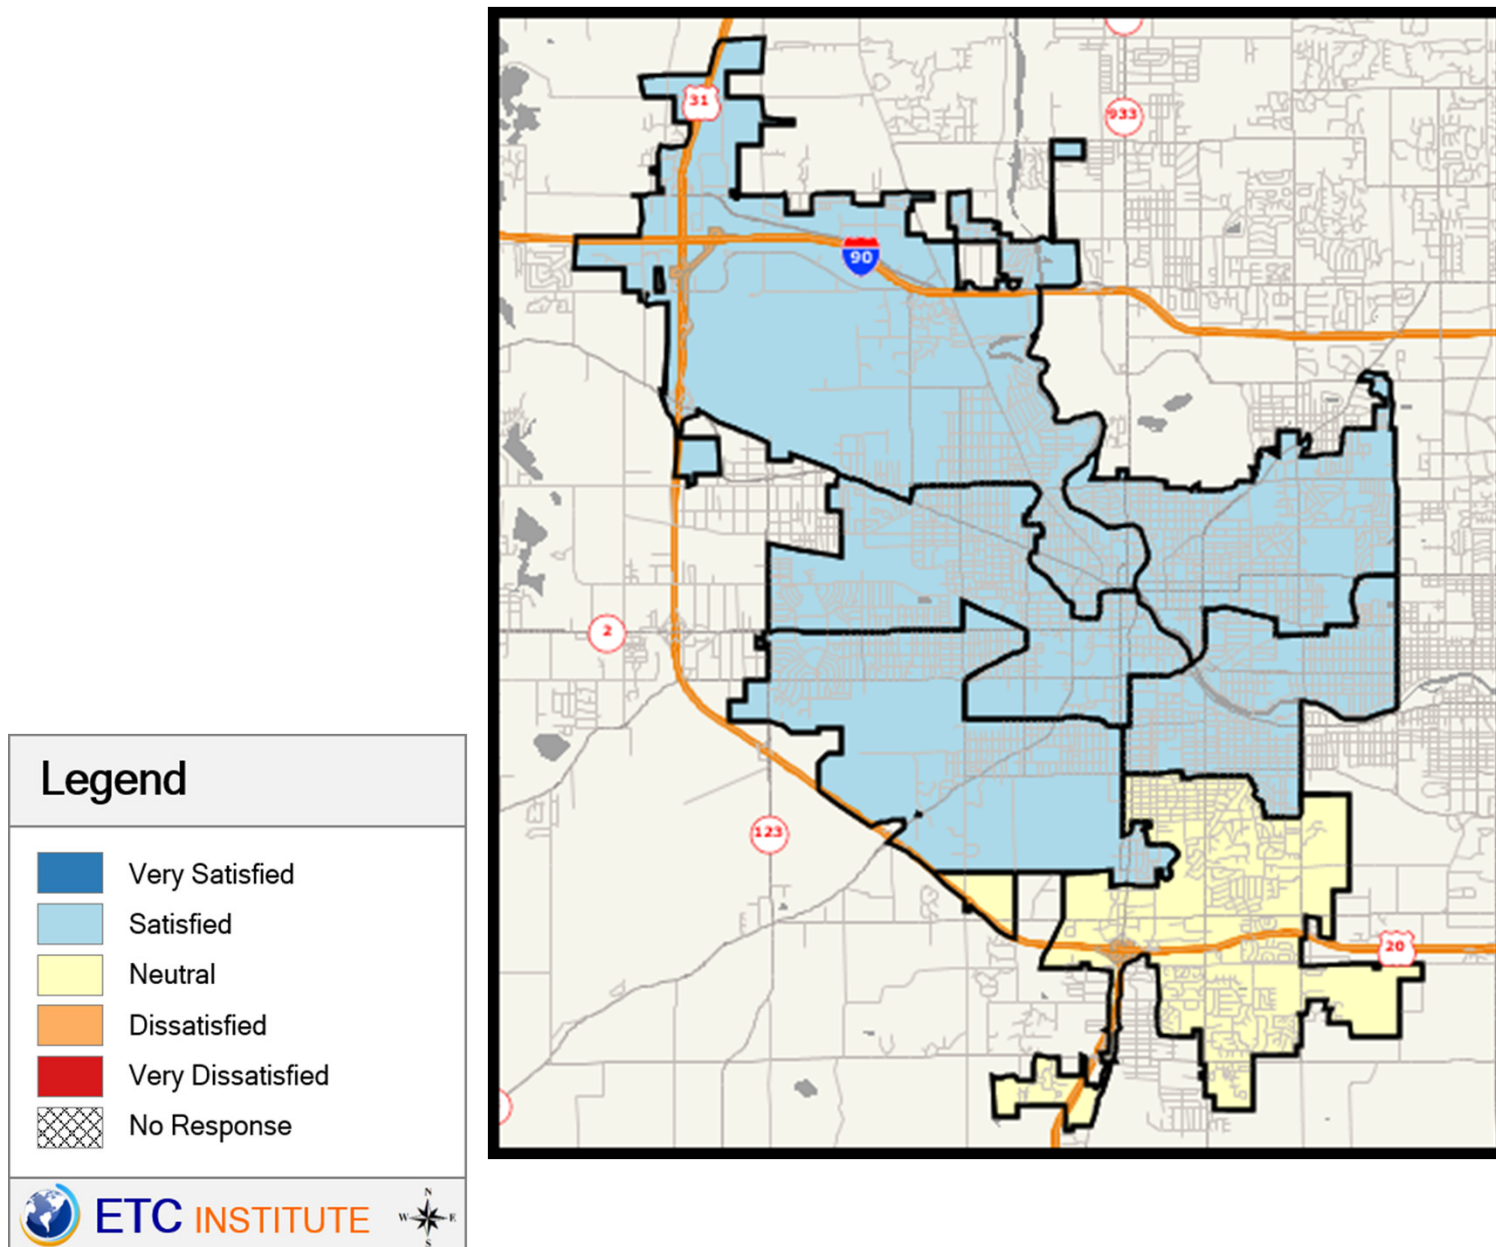 31
933
90
2
123
20
Legend
Very Satisfied
Satisfied
Neutral
Dissatisfied
Very Dissatisfied
No Response
ETC INSTITUTE
N
W E
S